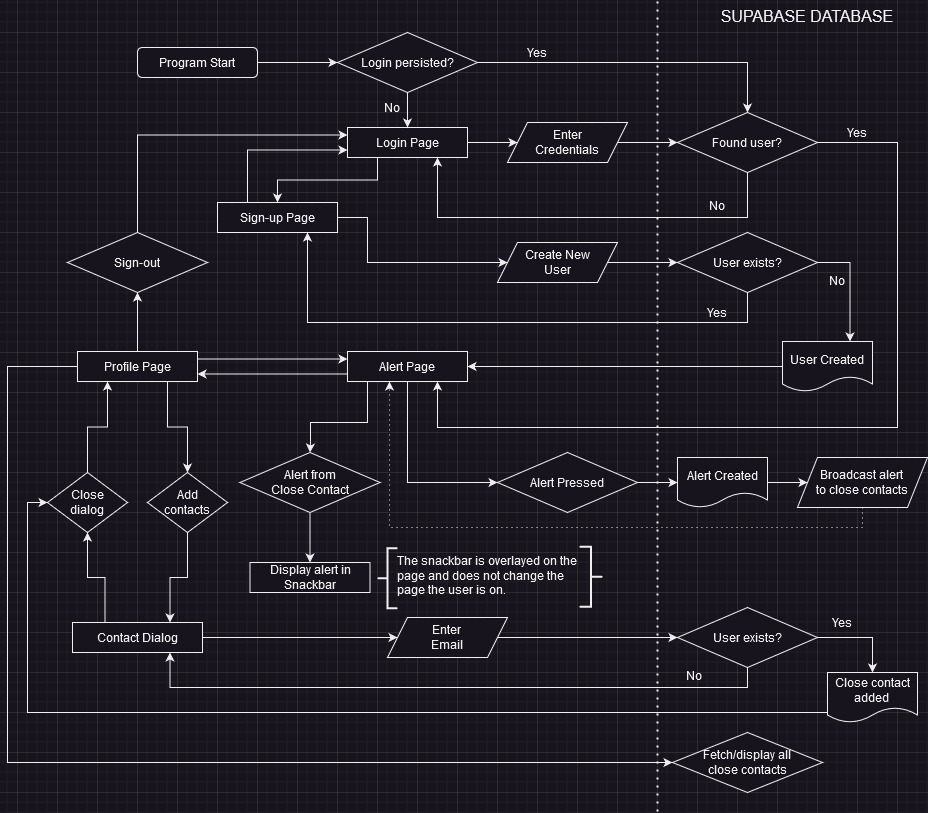 SUPABASE DATABASE
Program Start
Login persisted?
Yes
No
Login Page
Enter
Credentials
Found user?
Yes
No
Sign-up Page
Create New
User
User exists?
No
Yes
Sign-out
User Created
Profile Page
Alert Page
Close
dialog
Add
contacts
Alert from
Close Contact
Alert Pressed
Alert Created
Broadcast alert
to close contacts
Display alert in
Snackbar
The snackbar is overlayed on the
page and does not change the
page the user is on.
Contact Dialog
Enter
Email
User exists?
Yes
No
Close contact
added
Fetch/display all
close contacts